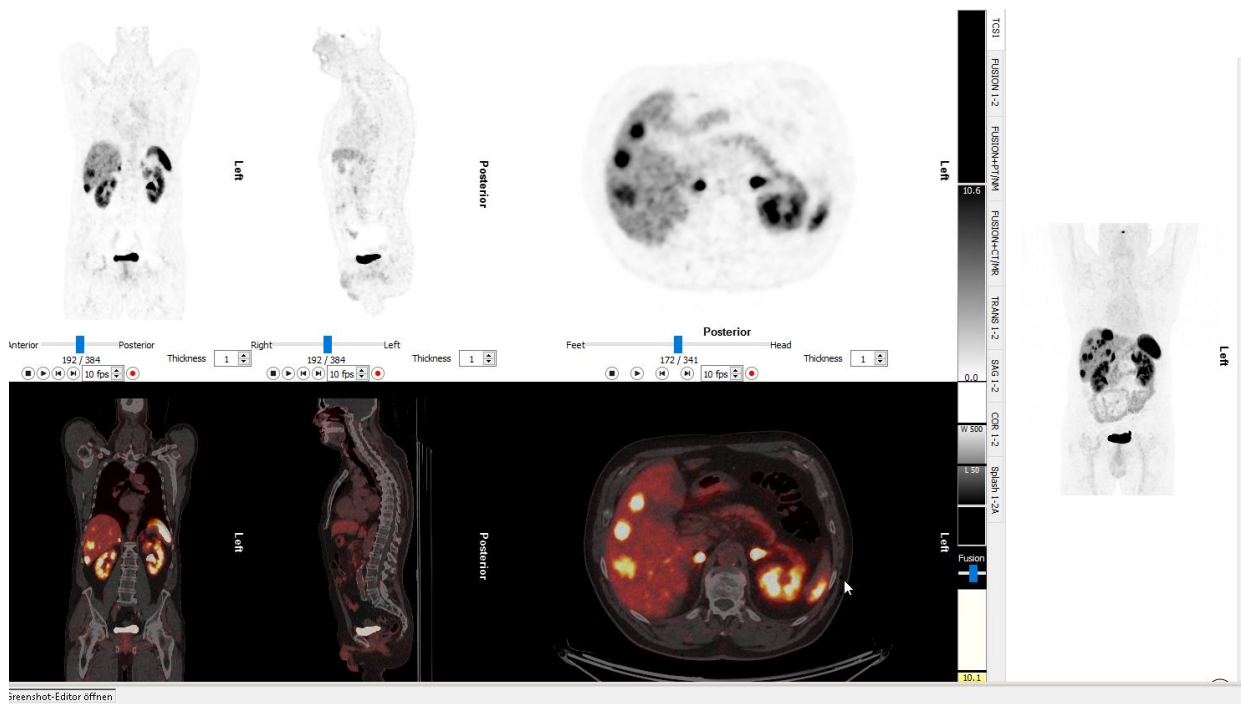 Left
Posterior
Left
Posterior
Anterior
Posterior
192 / 384
Thickness
1
10 fps
Right
Left
192 / 384
Thickness
1
10 fps
Feet
Head
172 / 341
Thickness
1
10 fps
10.6
0.0
W 500
L 50
Fusion
10.1
TCS1
FUSION 1-2
FUSION+PT/NM
FUSION+CT/MR
TRANS 1-2
SAG 1-2
COR 1-2
Splash 1-2A
Left
Left
Posterior
Left
Screenshot-Editor öffnen